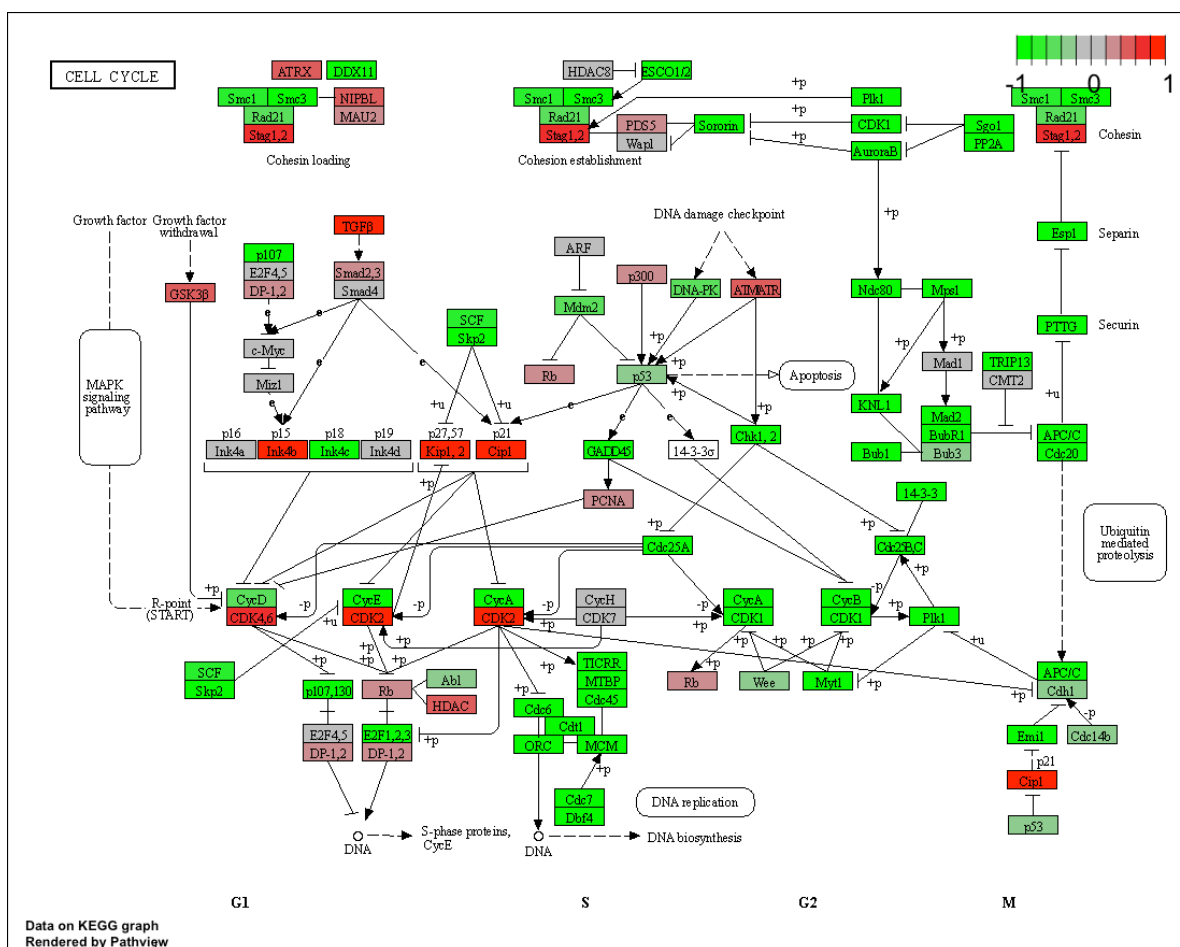 CELL CYCLE
ATRX
DDX11
Smc1
Smc3
NIPBL
Rad21
MAU2
Stag1,2
Cohesin loading
HDAC8
ESCO1/2
Smc1
Smc3
Rad21
Stag1,2
PDS5
Wapl
Sororin
Cohesion establishment
+p
Plk1
+p
CDK1
+p
AuroraB
Sgo1
PP2A
-1
0
1
Smc1
Smc3
Rad21
Stag1,2
Cohesin
Growth factor
Growth factor
withdrawal
GSK3β
MAPK
signaling
pathway
p107
E2F4,5
DP-1,2
TGFβ
Smad2,3
Smad4
e
e
e
e
c-Myc
Miz1
e
SCF
Skp2
+u
+u
ARF
Mdm2
Rb
DNA damage checkpoint
p300
DNA-PK
ATM/ATR
+p
+p
+p
p53
Apoptosis
+p
+p
e
e
e
+p
Ndc80
Mps1
+p
+p
Mad1
TRIP13
CMT2
KNL1
Mad2
BubR1
Bub3
Bub1
Esp1
Separin
PTTG
Securin
+u
APC/C
Cdc20
p16
Ink4a
p15
Ink4b
p18
Ink4c
p19
Ink4d
p27,57
Kip1, 2
p21
Cip1
+p
GADD45
14-3-3σ
Chk1, 2
PCNA
14-3-3
+p
Cdc25A
+p
+p
Cdc25B,C
Ubiquitin
mediated
proteolysis
R-point
(START)
+p
CycD
CDK4,6
-p
CycE
CDK2
-p
+u
CycA
CDK2
-p
+p
+p
CycH
CDK7
+p
-p
CycA
CDK1
-p
CycB
CDK1
+p
Plk1
+u
SCF
Skp2
+p
p107,130
+p
+p
Rb
Abl
HDAC
E2F4,5
DP-1,2
E2F1,2,3
DP-1,2
+p
+p
+p
TICRR
MTBP
Cdc45
Cdc6
Cdt1
ORC
MCM
+p
Cdc7
Dbf4
+p
Rb
+p
+p
Wee
Myt1
+p
+p
APC/C
Cdh1
-p
Emi1
Cdc14b
p21
Cip1
p53
DNA replication
DNA
S-phase proteins,
CycE
DNA
DNA biosynthesis
G1
S
G2
M
Data on KEGG graph
Rendered by Pathview